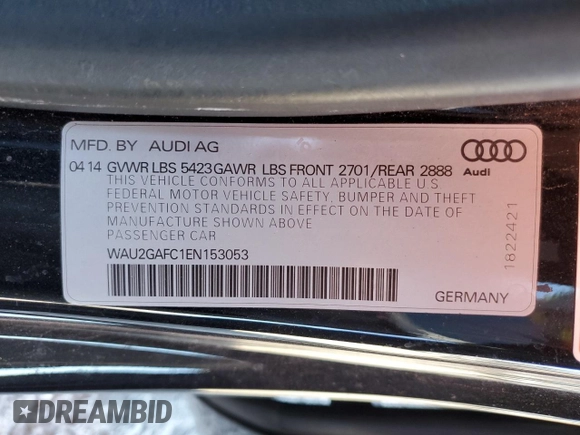 MFD. BY AUDI AG
Audi
04 14 GVWR LBS 5423 GAWR LBS FRONT 2701/REAR 2888
THIS VEHICLE CONFORMS TO ALL APPLICABLE U S
FEDERAL MOTOR VEHICLE SAFETY, BUMPER AND THEFT
PREVENTION STANDARDS IN EFFECT ON THE DATE OF
MANUFACTURE SHOWN ABOVE
PASSENGER CAR
WAU2GAFC1EN153053
GERMANY
1822421
DREAMBID